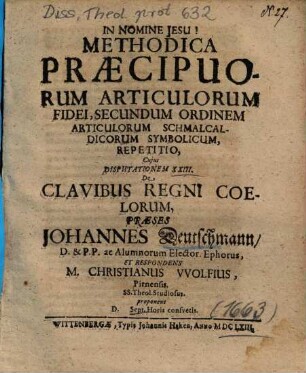 Diss. Theol. prot 632
N. 27.
IN NOMINE JESU!
METHODICA
PRÆCIPUO-
RUM ARTICULORUM
FIDEI, SECUNDUM ORDINEM
ARTICULORUM SCHMALCAL-
DICORUM SYMBOLICUM,
REPETITIO,
Cujus
DISPUTATIONEM XXIII.
De
CLAVIBUS REGNI COE-
LORUM,
PRÆSES
JOHANNES Deutschmann/
D. & P.P. ac Alumnorum Elector. Ephorus,
ET RESPONDENS
M. CHRISTIANUS VVOLFIUS,
Pirnensis.
SS. Theol. Studiosus.
proponent
D. Sept. Horis consvetis.
(1663)
WITTENBERGÆ, Typis Johannis Haken, Anno MDCLXIII.